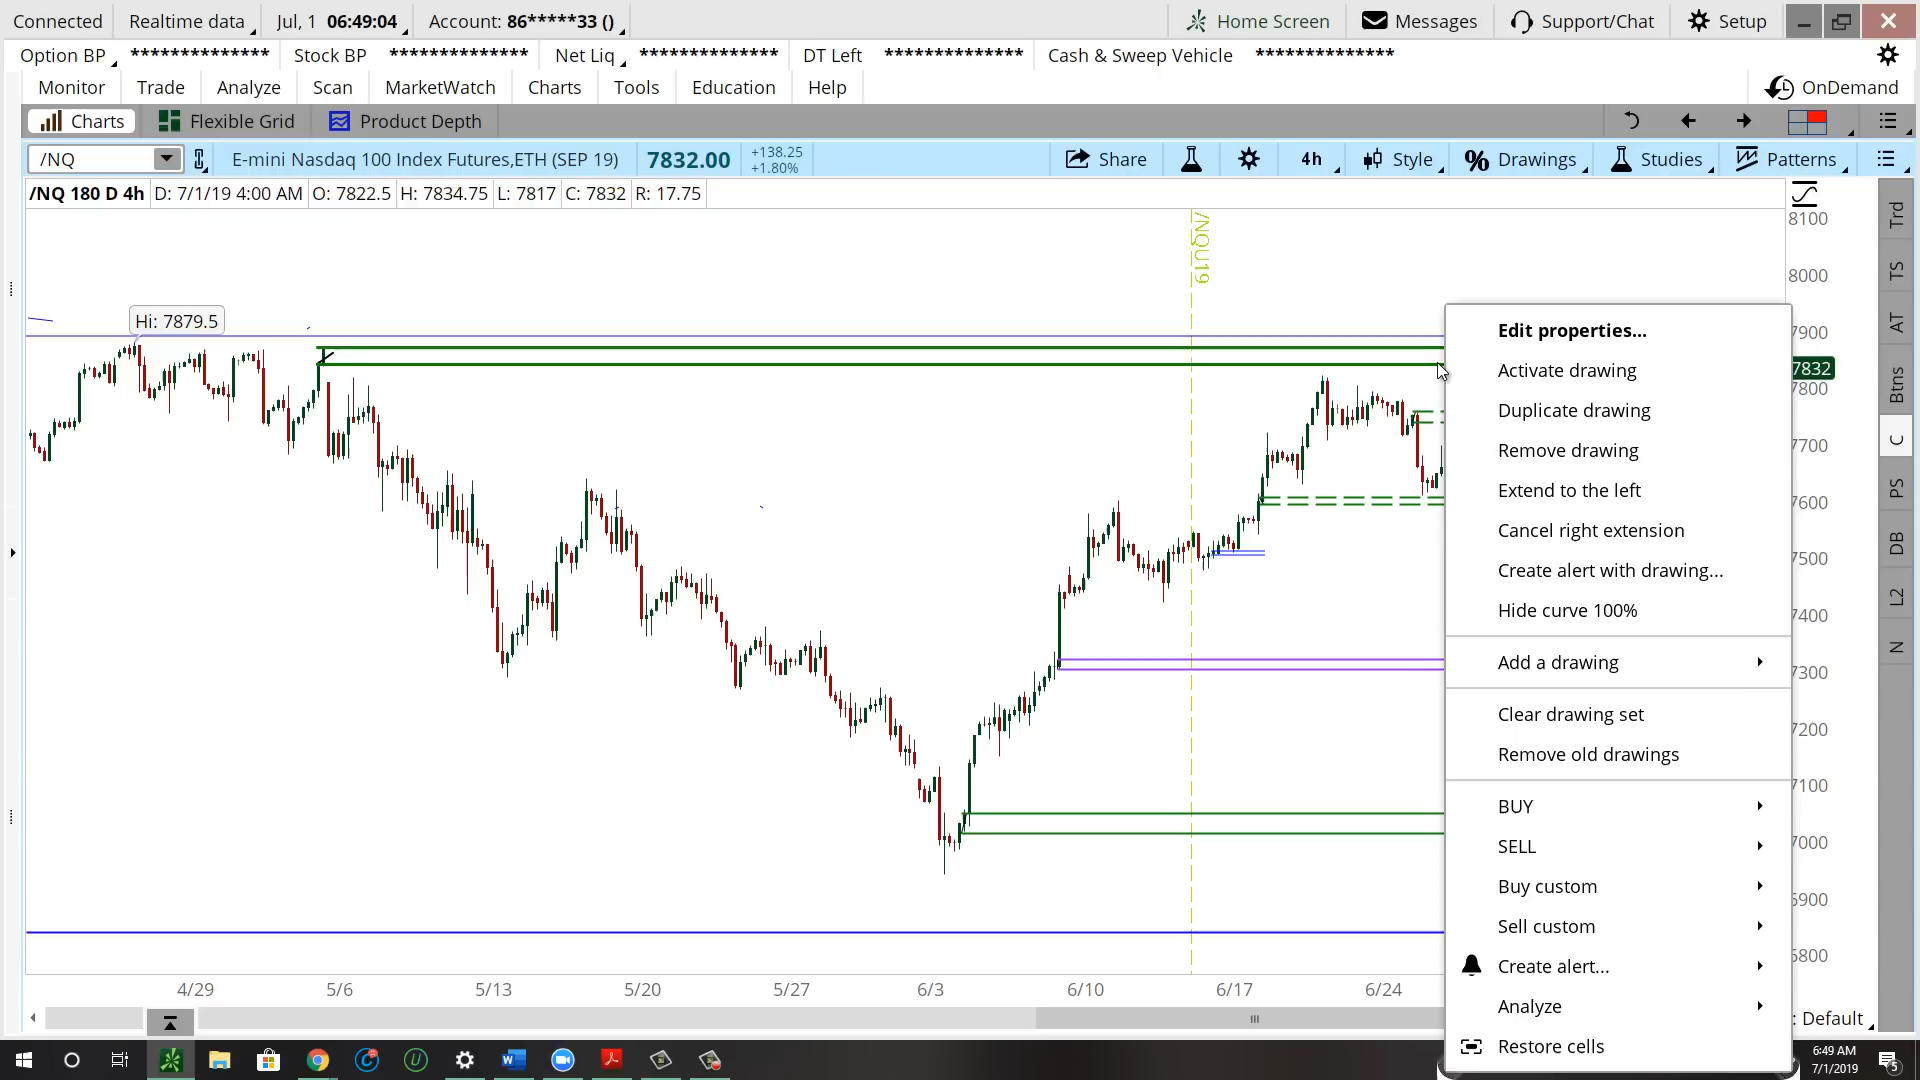 Connected Realtime data Jul, 1 06:49:04 Account: 86*****33 () Home Screen Messages Support/Chat Setup
Option BP ************** Stock BP ************** Net Liq ************** DT Left ************** Cash & Sweep Vehicle **************
Monitor Trade Analyze Scan MarketWatch Charts Tools Education Help OnDemand
Charts Flexible Grid Product Depth
/NQ E-mini Nasdaq 100 Index Futures,ETH (SEP 19) 7832.00 +138.25 +1.80% Share 4h Style Drawings Studies Patterns
/NQ 180 D 4h D: 7/1/19 4:00 AM O: 7822.5 H: 7834.75 L: 7817 C: 7832 R: 17.75
8100
8000
7900
7832
7800
7700
7600
7500
7400
7300
7200
7100
7000
6900
6800
/NQU19
Hi: 7879.5
Edit properties...
Activate drawing
Duplicate drawing
Remove drawing
Extend to the left
Cancel right extension
Create alert with drawing...
Hide curve 100%
Add a drawing
Clear drawing set
Remove old drawings
BUY
SELL
Buy custom
Sell custom
Create alert...
Analyze
Restore cells
Trd
TS
AT
Btns
C
PS
DB
L2
N
4/29 5/6 5/13 5/20 5/27 6/3 6/10 6/17 6/24
: Default
6:49 AM
7/1/2019
5